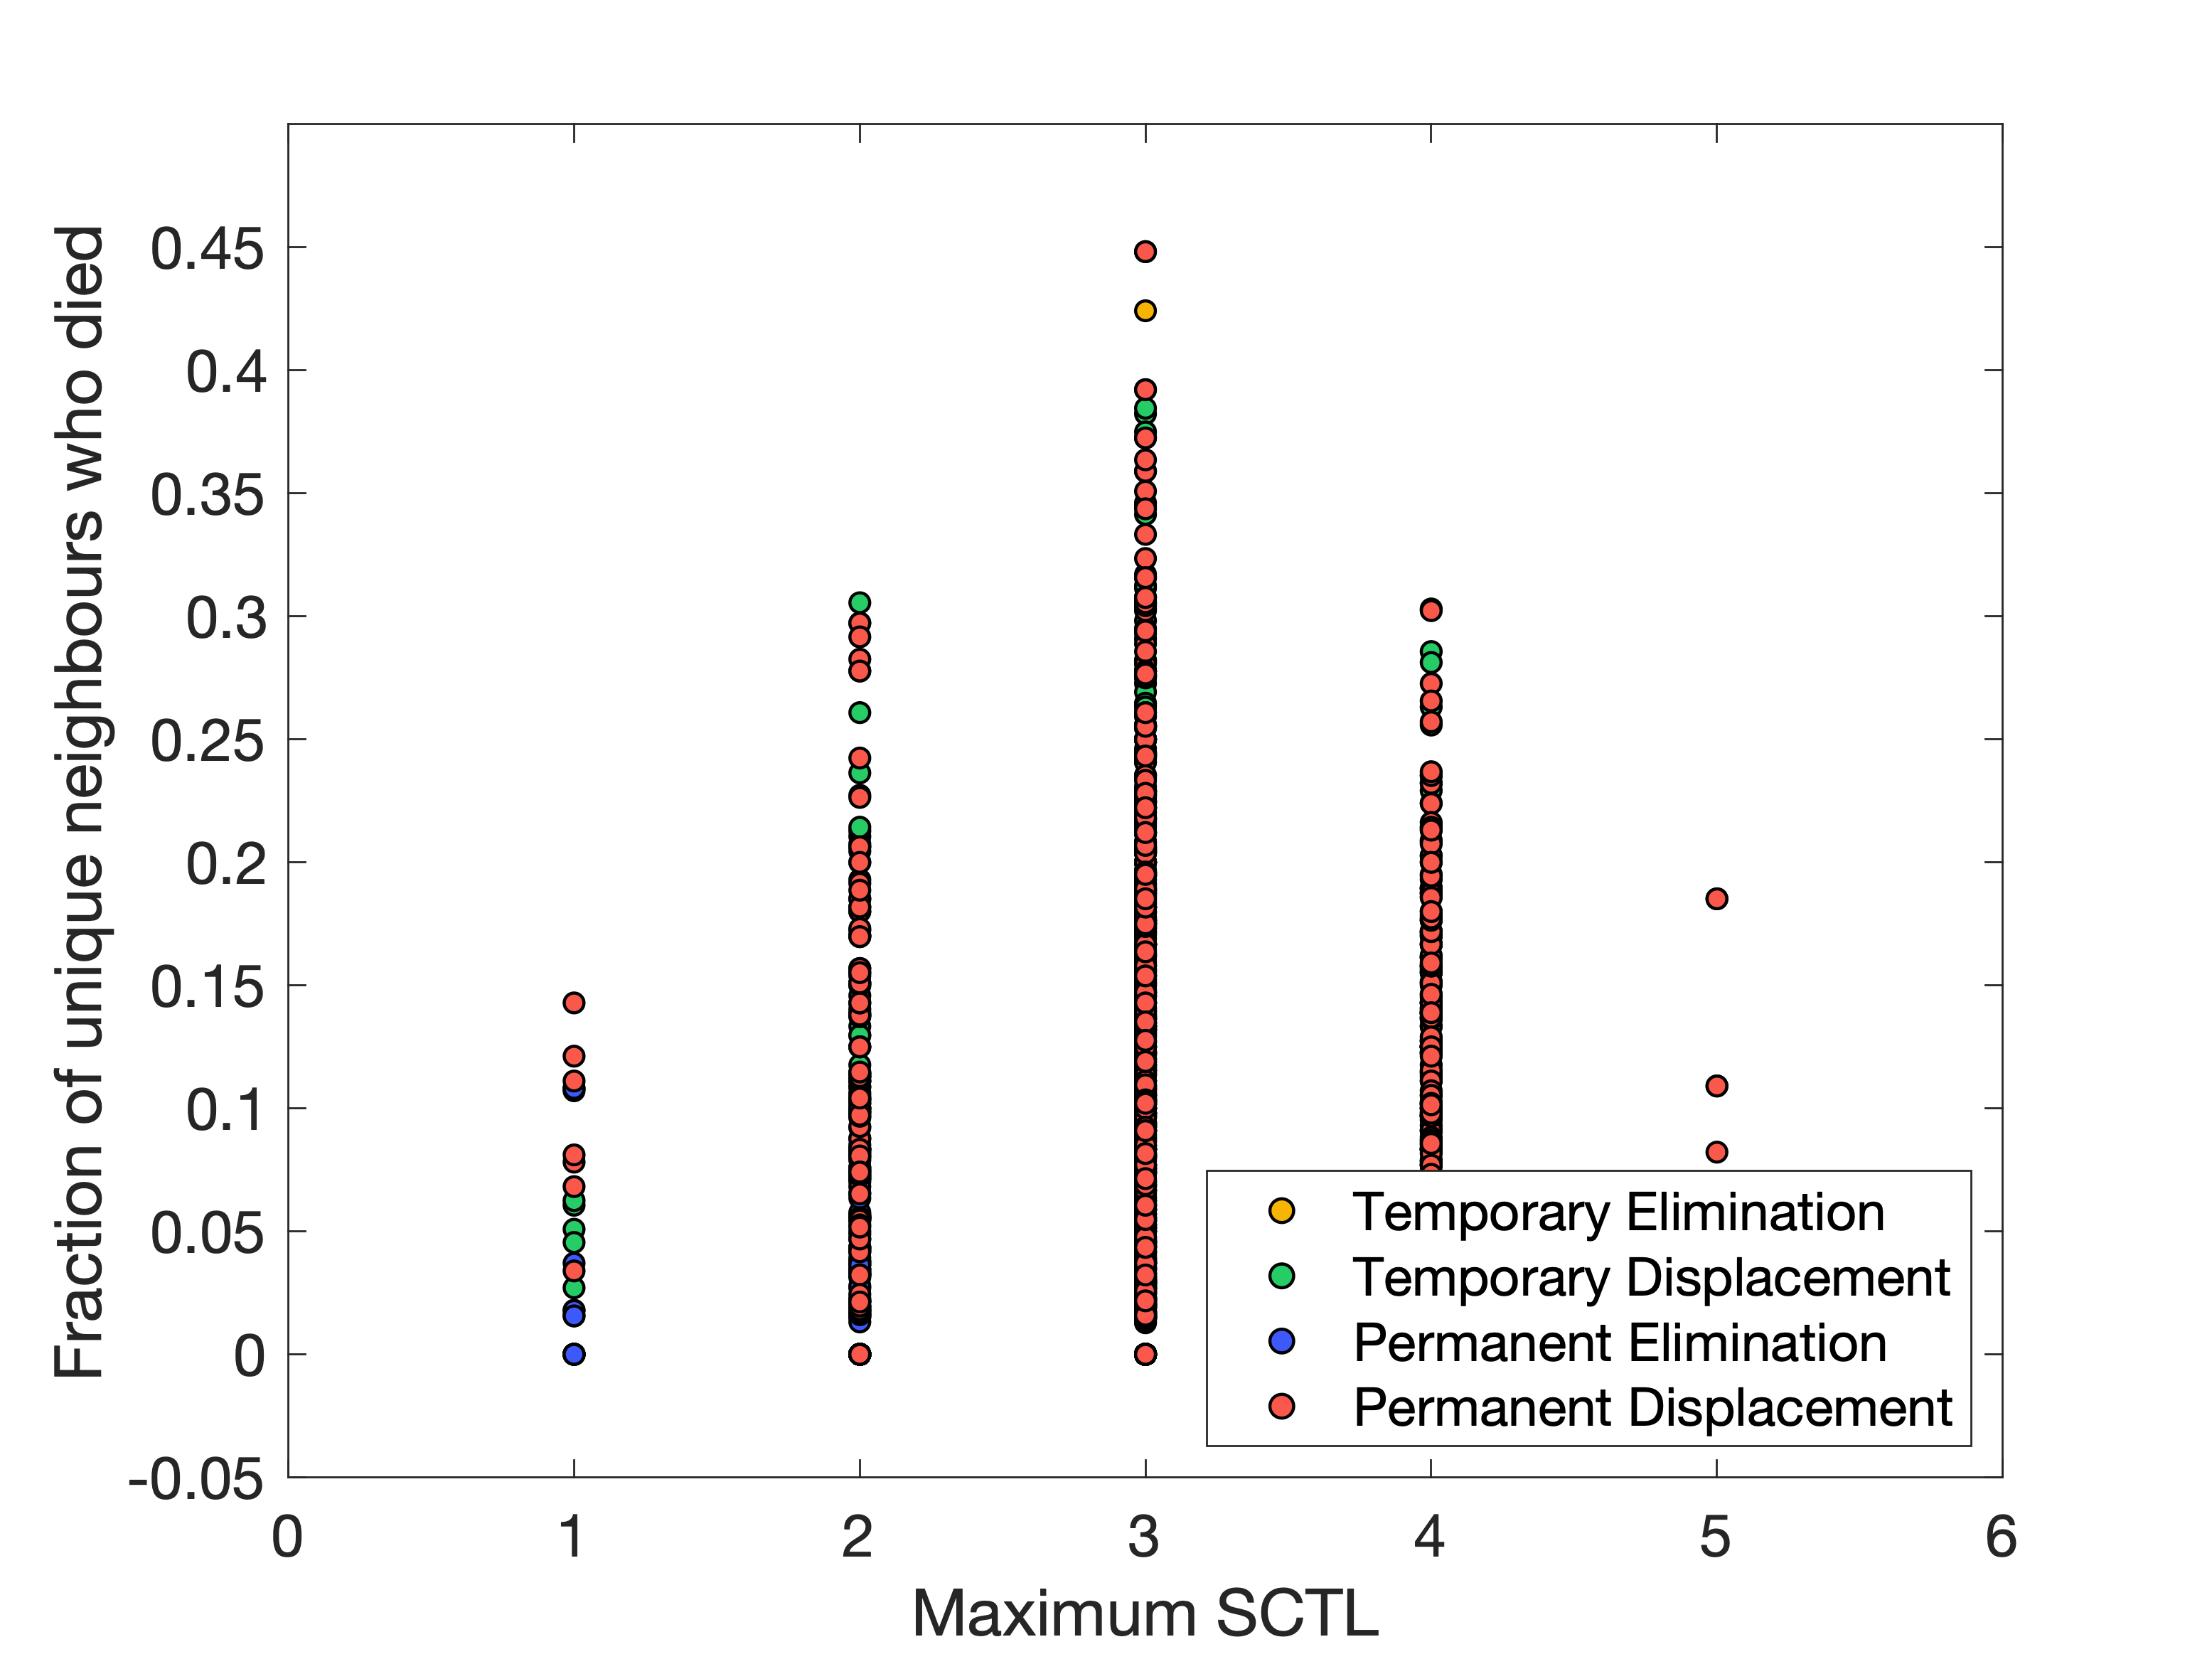 Fraction of unique neighbours who died
0.45
0.4
0.35
0.3
0.25
0.2
0.15
0.1
0.05
0
-0.05
Temporary Elimination
Temporary Displacement
Permanent Elimination
Permanent Displacement
0 1 2 3 4 5 6
Maximum SCTL